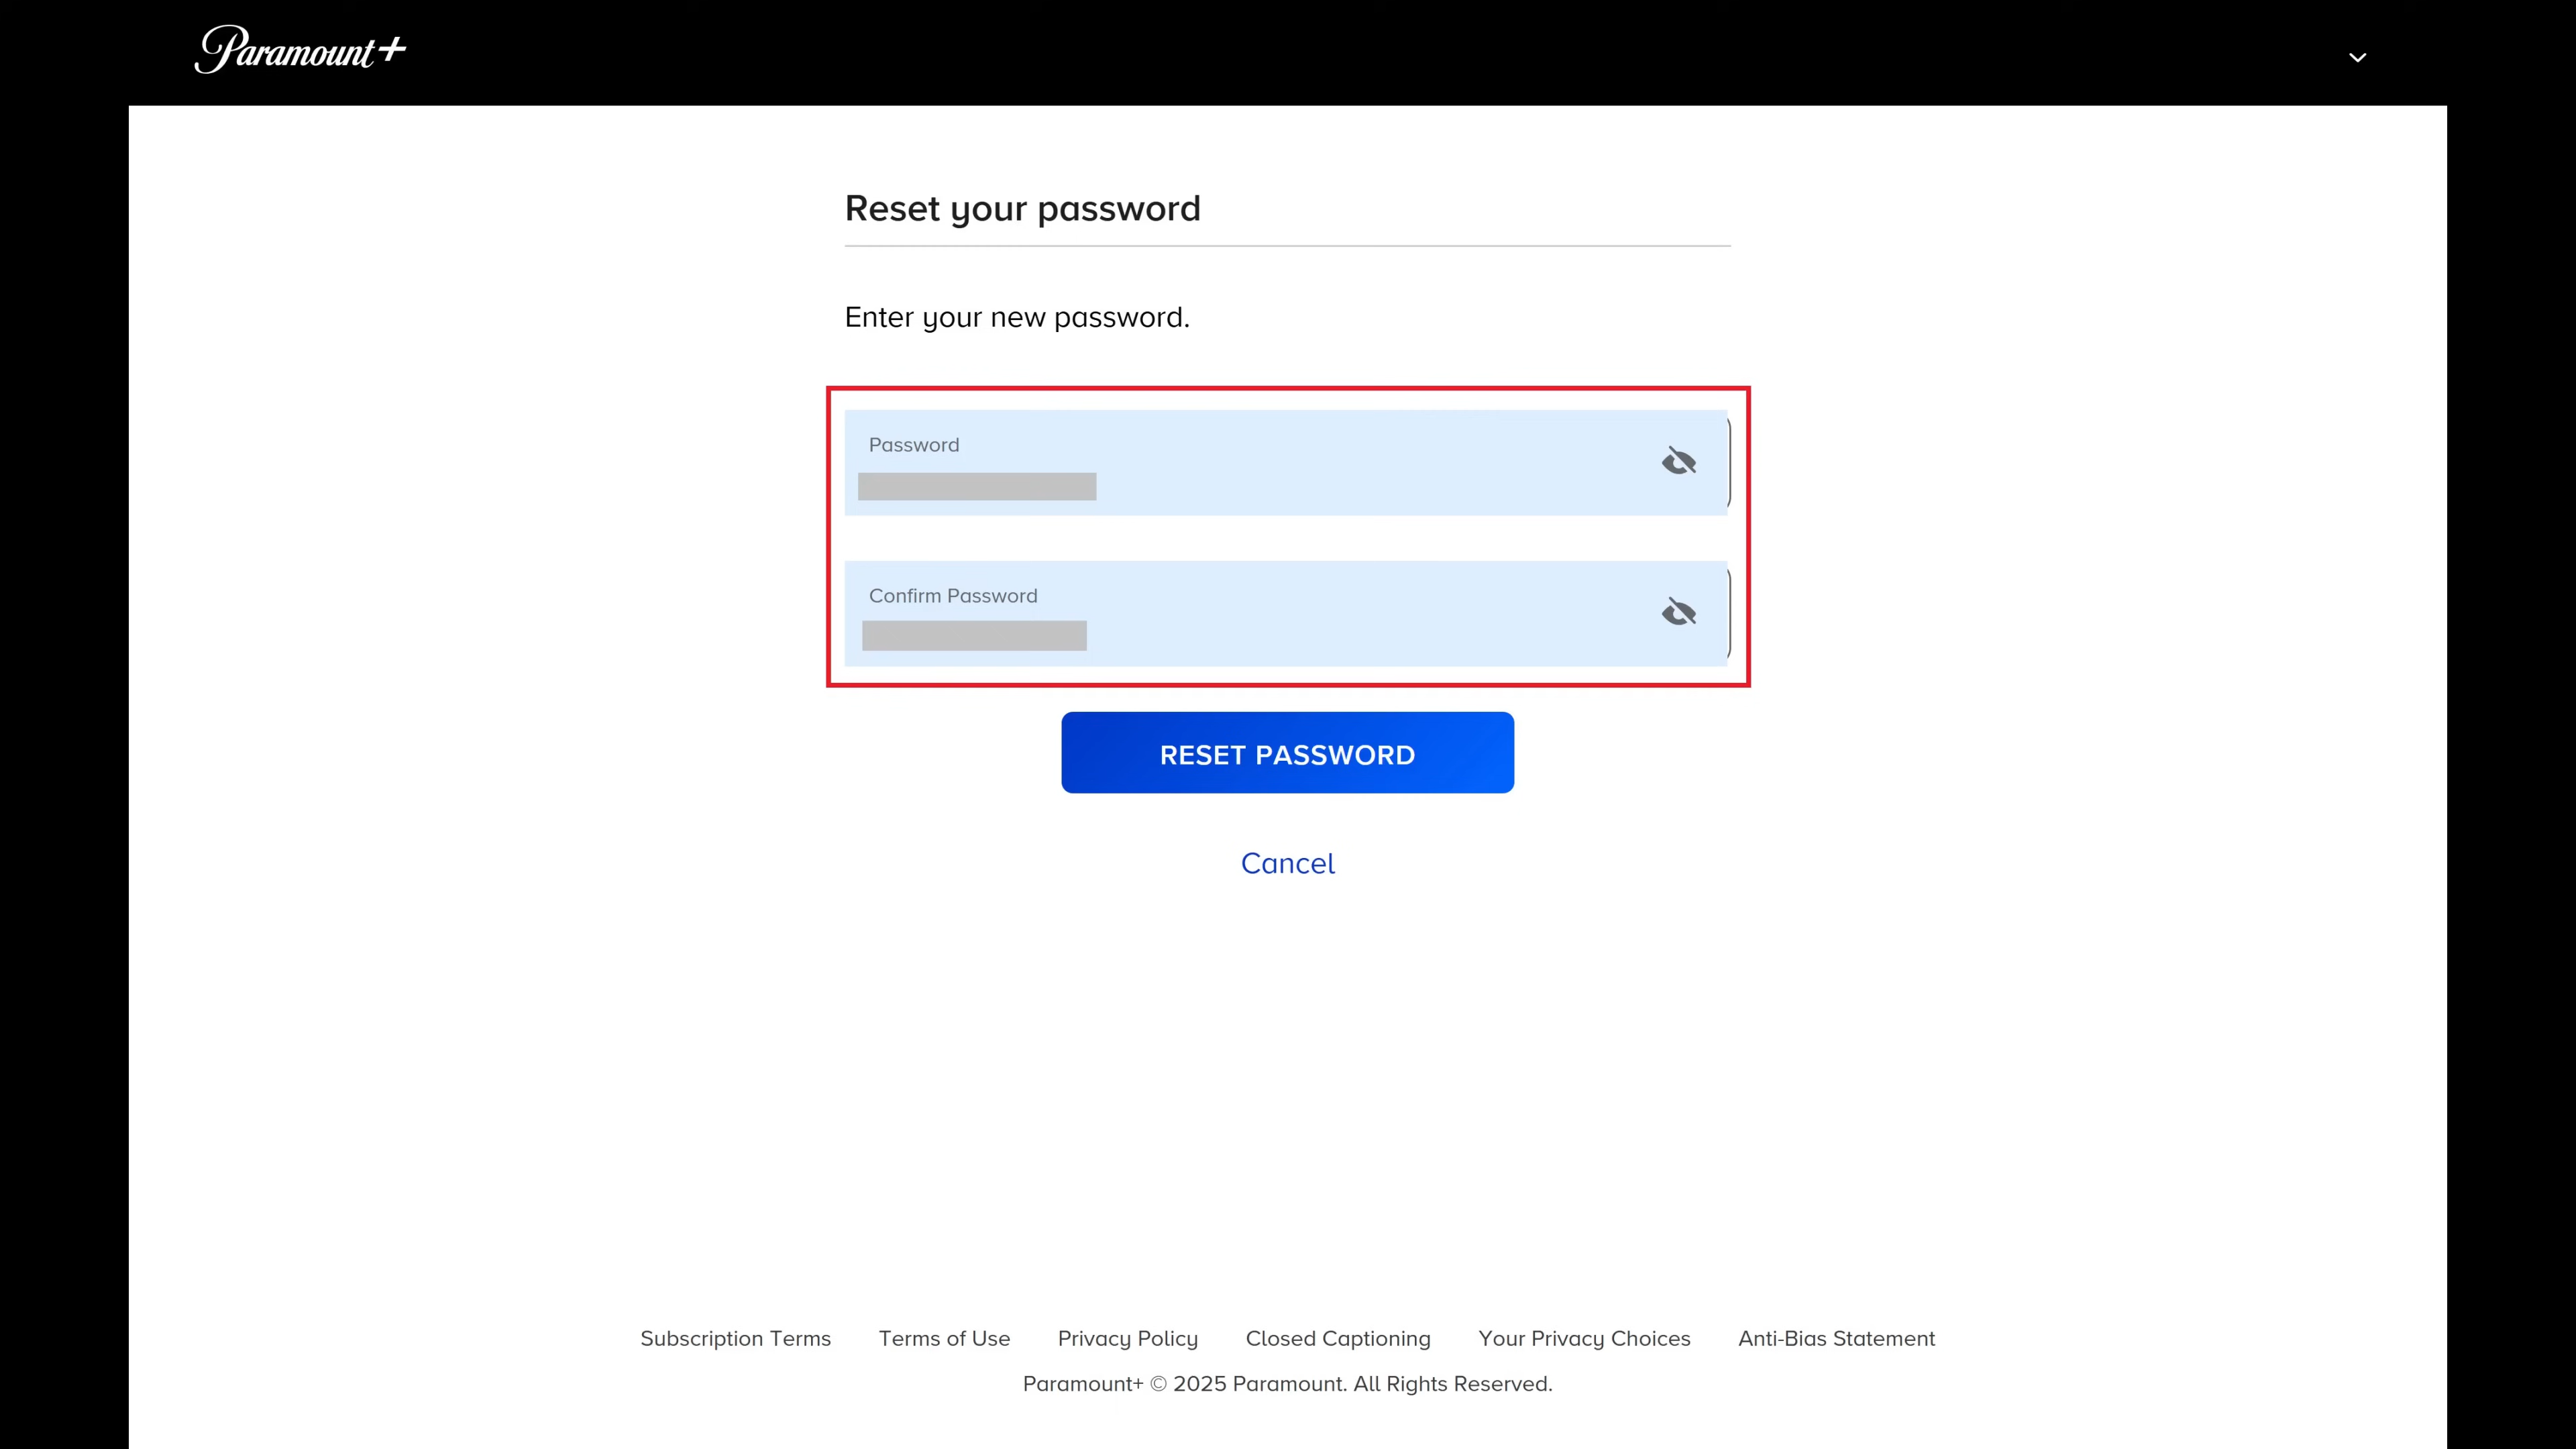 Paramount+
Reset your password
Enter your new password.
Password
Confirm Password
RESET PASSWORD
Cancel
Subscription Terms Terms of Use Privacy Policy Closed Captioning Your Privacy Choices Anti-Bias Statement
Paramount+ © 2025 Paramount. All Rights Reserved.